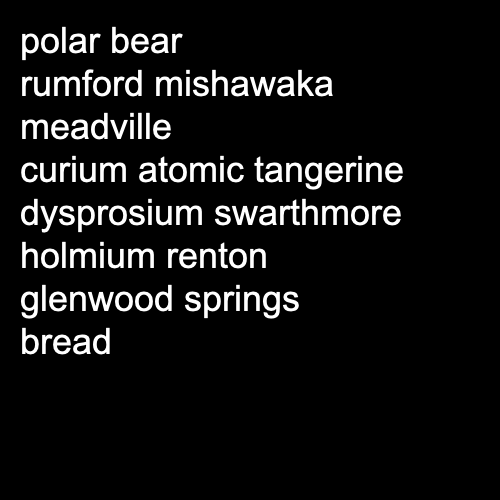 polar bear
rumford mishawaka
meadville
curium atomic tangerine
dysprosium swarthmore
holmium renton
glenwood springs
bread